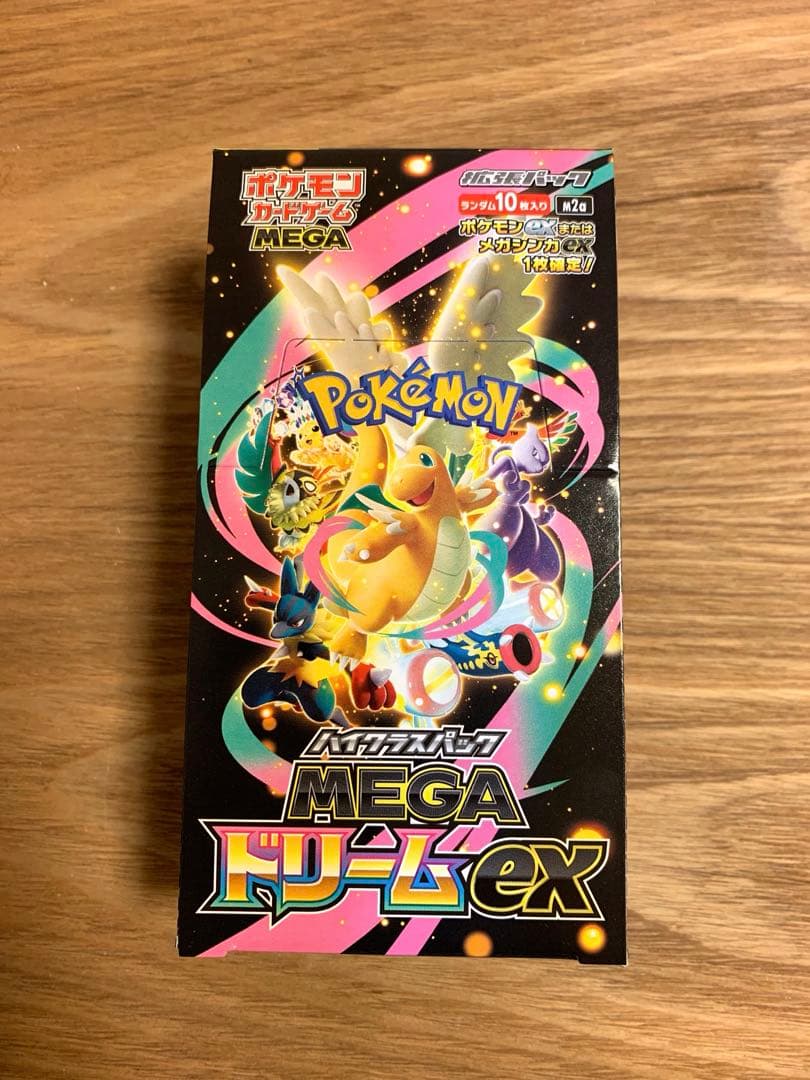 ポケモン
カードゲーム
MEGA
拡張パック
ランダム10枚入り M2a
ポケモンexまたは
メガシンカex
1枚確定!
POKéMON
TM
ハイクラスパック
MEGA
ドリームex